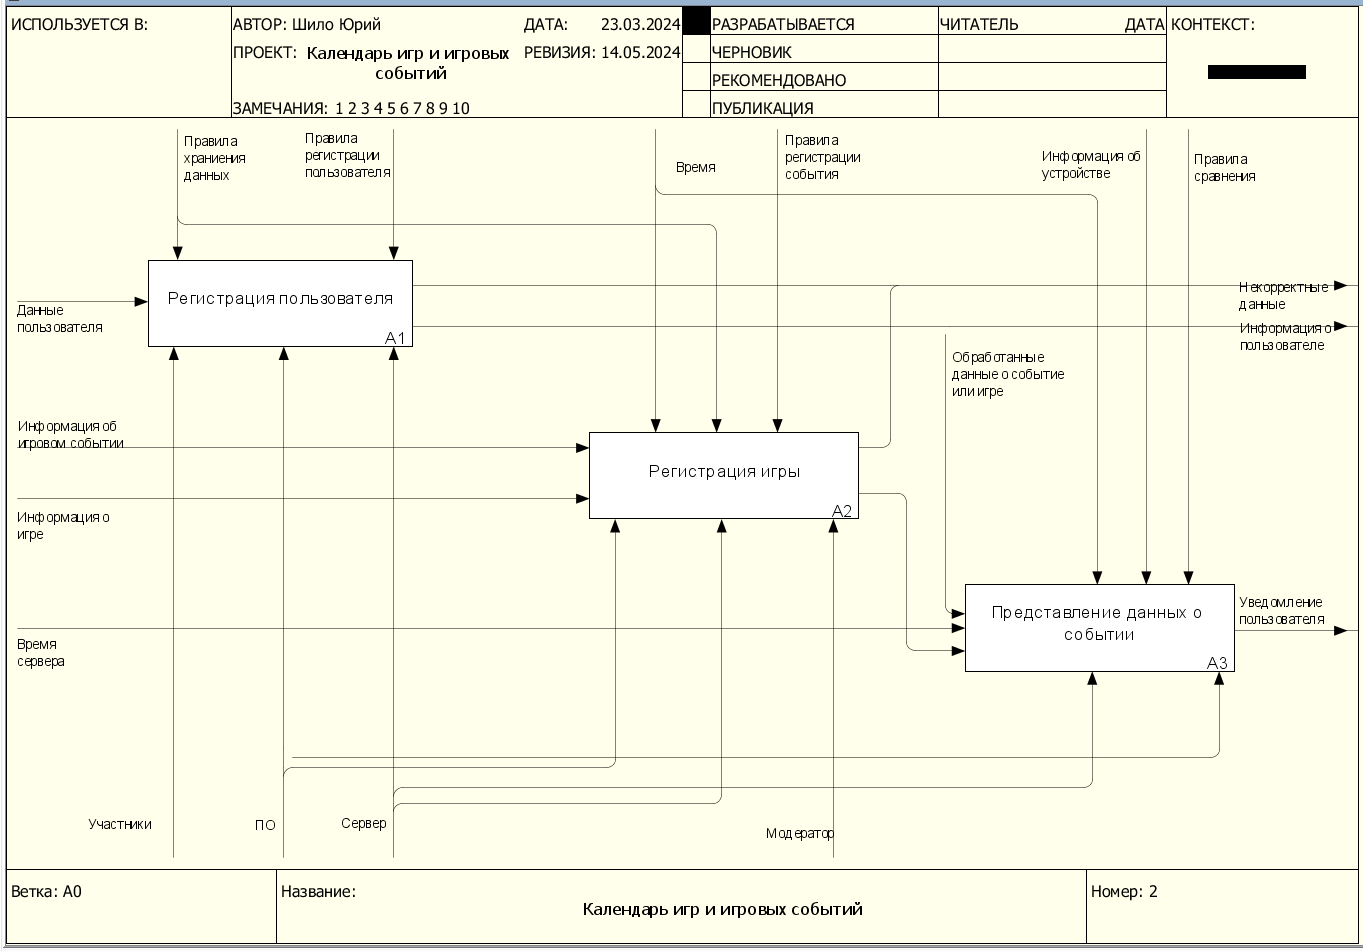 ИСПОЛЬЗУЕТСЯ В:
АВТОР: Шило Юрий
ДАТА: 23.03.2024
РАЗРАБАТЫВАЕТСЯ
ЧИТАТЕЛЬ
ДАТА
КОНТЕКСТ:
ПРОЕКТ: Календарь игр и игровых
событий
РЕВИЗИЯ: 14.05.2024
ЧЕРНОВИК
РЕКОМЕНДОВАНО
ЗАМЕЧАНИЯ: 1 2 3 4 5 6 7 8 9 10
ПУБЛИКАЦИЯ
Правила
храниения
данных
Правила
регистрации
пользователя
Время
Правила
регистрации
события
Информация об
устройстве
Правила
сравнения
Регистрация пользователя
A1
Данные
пользователя
Некорректные
данные
Информация о
пользователе
Обработанные
данные о событие
или игре
Информация об
игровом событии
Регистрация игры
A2
Информация о
игре
Представление данных о
событии
A3
Уведомление
пользователя
Время
сервера
Участники
ПО
Сервер
Модератор
Ветка: A0
Название:
Календарь игр и игровых событий
Номер: 2